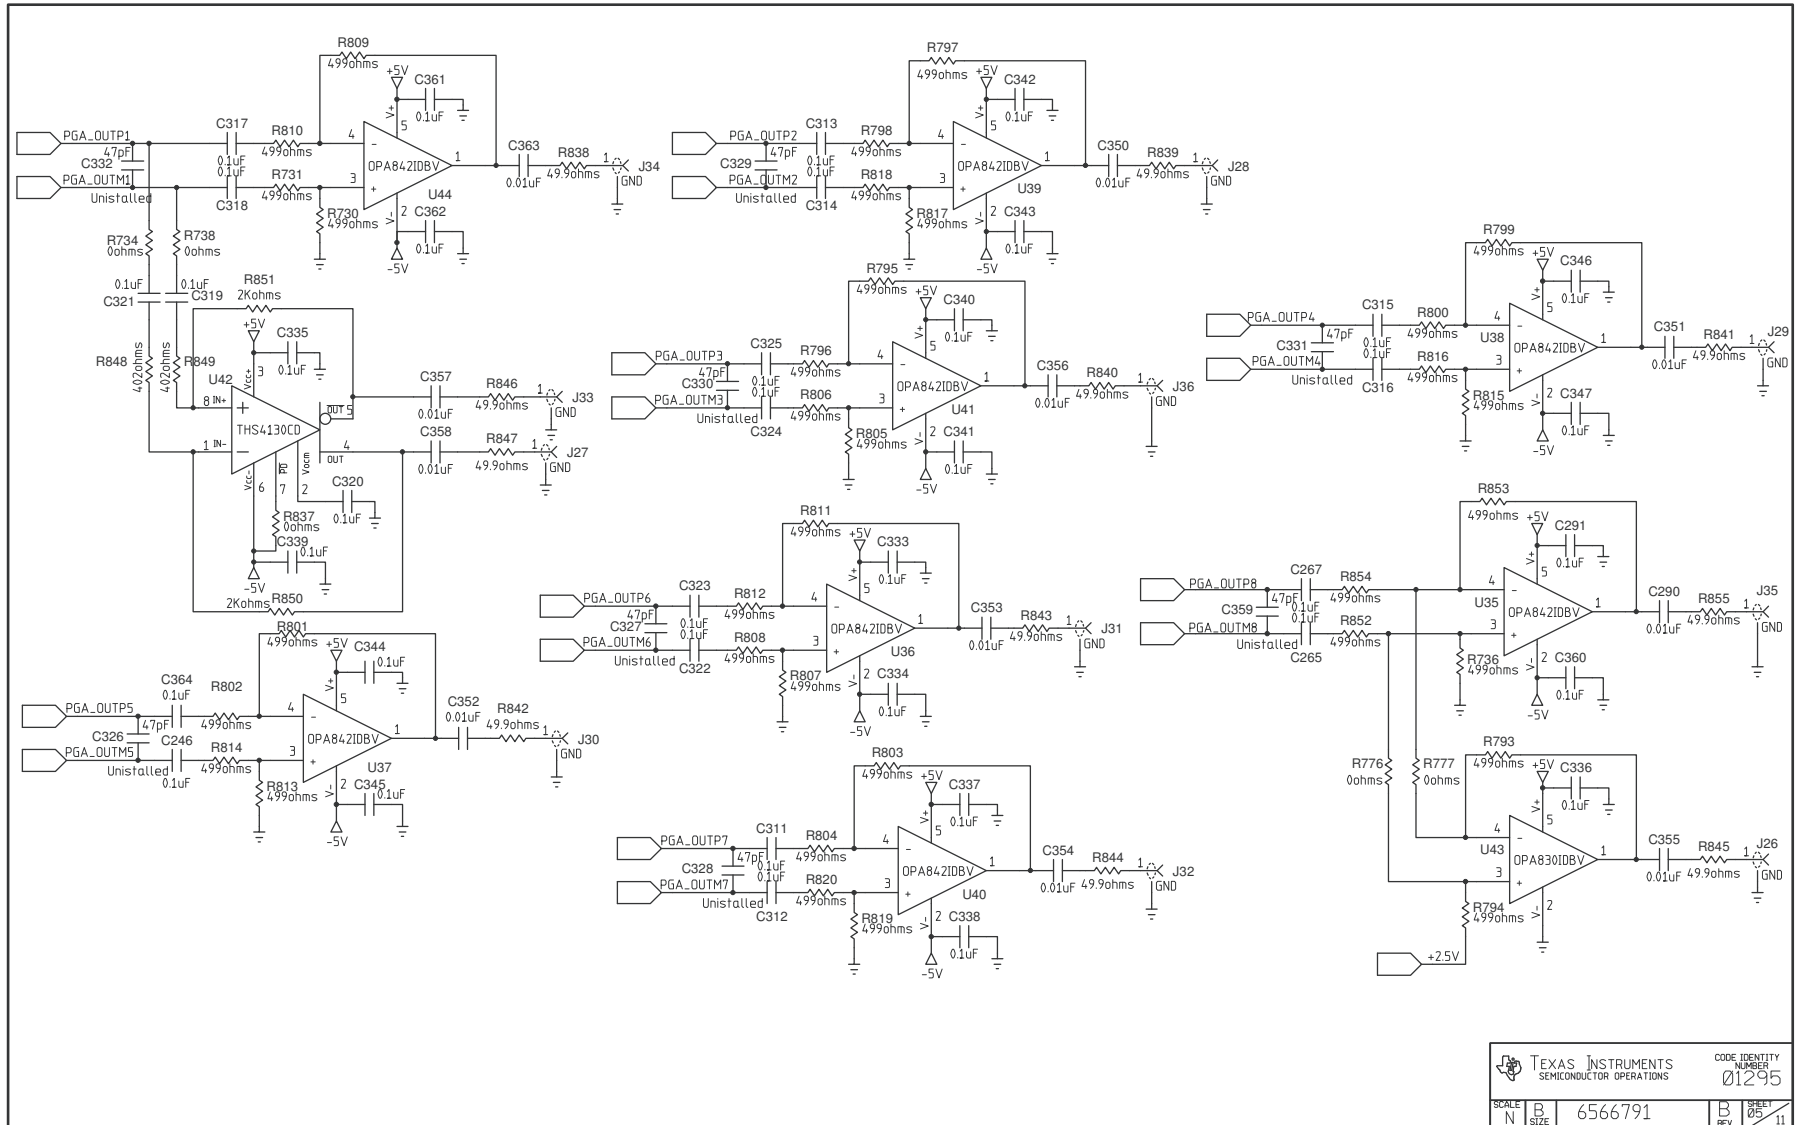 R809
499ohms
+5V
C361
0.1uF
V+
5
PGA_OUTP1
47pF
C332
PGA_OUTM1
Unistalled
C317
0.1uF
0.1uF
C318
R810
499ohms
R731
499ohms
4
-
3
+
OPA842IDBV
1
U44
R730
499ohms
V-
2
C362
0.1uF
-5V
C363
0.01uF
R838
49.9ohms
1
J34
GND
R797
499ohms
+5V
C342
0.1uF
V+
5
PGA_OUTP2
47pF
C329
PGA_OUTM2
Unistalled
C313
0.1uF
0.1uF
C314
R798
499ohms
R818
499ohms
4
-
3
+
OPA842IDBV
1
U39
R817
499ohms
V-
2
C343
0.1uF
-5V
C350
0.01uF
R839
49.9ohms
1
J28
GND
R734
0ohms
R738
0ohms
0.1uF
C321
0.1uF
C319
R848
402ohms
R849
402ohms
R851
2Kohms
+5V
C335
0.1uF
U42
Vcc+
3
8 IN+
+
THS4130CD
1 IN-
-
OUT 5
4
OUT
Vcc-
6
PD
7
Vocm
2
C320
0.1uF
R837
0ohms
C339
0.1uF
-5V
R850
2Kohms
C357
0.01uF
R846
49.9ohms
1
J33
GND
C358
0.01uF
R847
49.9ohms
1
J27
GND
R795
499ohms
+5V
C340
0.1uF
V+
5
PGA_OUTP3
47pF
C330
PGA_OUTM3
Unistalled
C325
0.1uF
0.1uF
C324
R796
499ohms
R806
499ohms
4
-
3
+
OPA842IDBV
1
U41
R805
499ohms
V-
2
C341
0.1uF
-5V
C356
0.01uF
R840
49.9ohms
1
J36
GND
R799
499ohms
+5V
C346
0.1uF
V+
5
PGA_OUTP4
47pF
C331
PGA_OUTM4
Unistalled
C315
0.1uF
0.1uF
C316
R800
499ohms
R816
499ohms
4
-
3
+
U38
OPA842IDBV
1
R815
499ohms
V-
2
C347
0.1uF
-5V
C351
0.01uF
R841
49.9ohms
1
J29
GND
R801
499ohms
+5V
C344
0.1uF
V+
5
PGA_OUTP5
47pF
C326
PGA_OUTM5
Unistalled
C364
0.1uF
C246
0.1uF
R802
499ohms
R814
499ohms
4
-
3
+
OPA842IDBV
1
U37
R813
499ohms
V-
2
C345
0.1uF
-5V
C352
0.01uF
R842
49.9ohms
1
J30
GND
R811
499ohms
+5V
C333
0.1uF
V+
5
PGA_OUTP6
47pF
C327
PGA_OUTM6
Unistalled
C323
0.1uF
0.1uF
C322
R812
499ohms
R808
499ohms
4
-
3
+
OPA842IDBV
1
U36
R807
499ohms
V-
2
C334
0.1uF
-5V
C353
0.01uF
R843
49.9ohms
1
J31
GND
R853
499ohms
+5V
C291
0.1uF
V+
5
PGA_OUTP8
47pF
C359
PGA_OUTM8
Unistalled
C267
0.1uF
0.1uF
C265
R854
499ohms
R852
499ohms
4
-
3
+
U35
OPA842IDBV
1
R736
499ohms
V-
2
C360
0.1uF
-5V
C290
0.01uF
R855
49.9ohms
1
J35
GND
R803
499ohms
+5V
C337
0.1uF
V+
5
PGA_OUTP7
47pF
C328
PGA_OUTM7
Unistalled
C311
0.1uF
0.1uF
C312
R804
499ohms
R820
499ohms
4
-
3
+
OPA842IDBV
1
U40
R819
499ohms
V-
2
C338
0.1uF
-5V
C354
0.01uF
R844
49.9ohms
1
J32
GND
R776
0ohms
R777
0ohms
R793
499ohms
+5V
C336
0.1uF
V+
5
4
-
3
+
U43
OPA830IDBV
1
V-
2
R794
499ohms
+2.5V
C355
0.01uF
R845
49.9ohms
1
J26
GND
TEXAS INSTRUMENTS
SEMICONDUCTOR OPERATIONS
CODE IDENTITY
NUMBER
01295
SCALE
N
B
SIZE
6566791
B
REV
SHEET
05
11